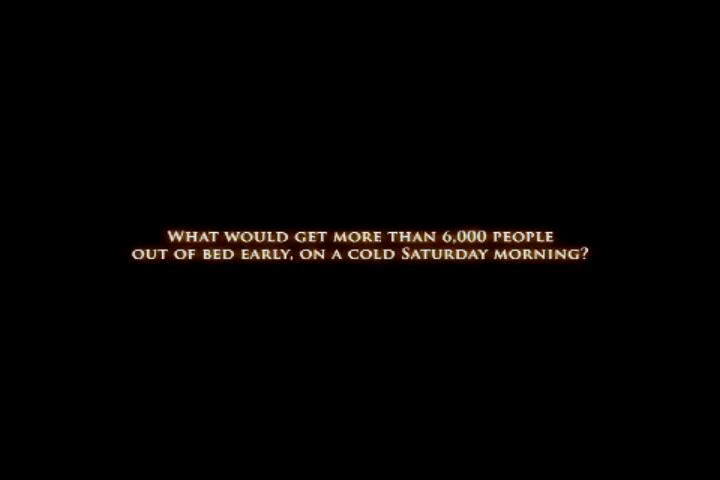 What would get more than 6,000 people
out of bed early, on a cold Saturday morning?